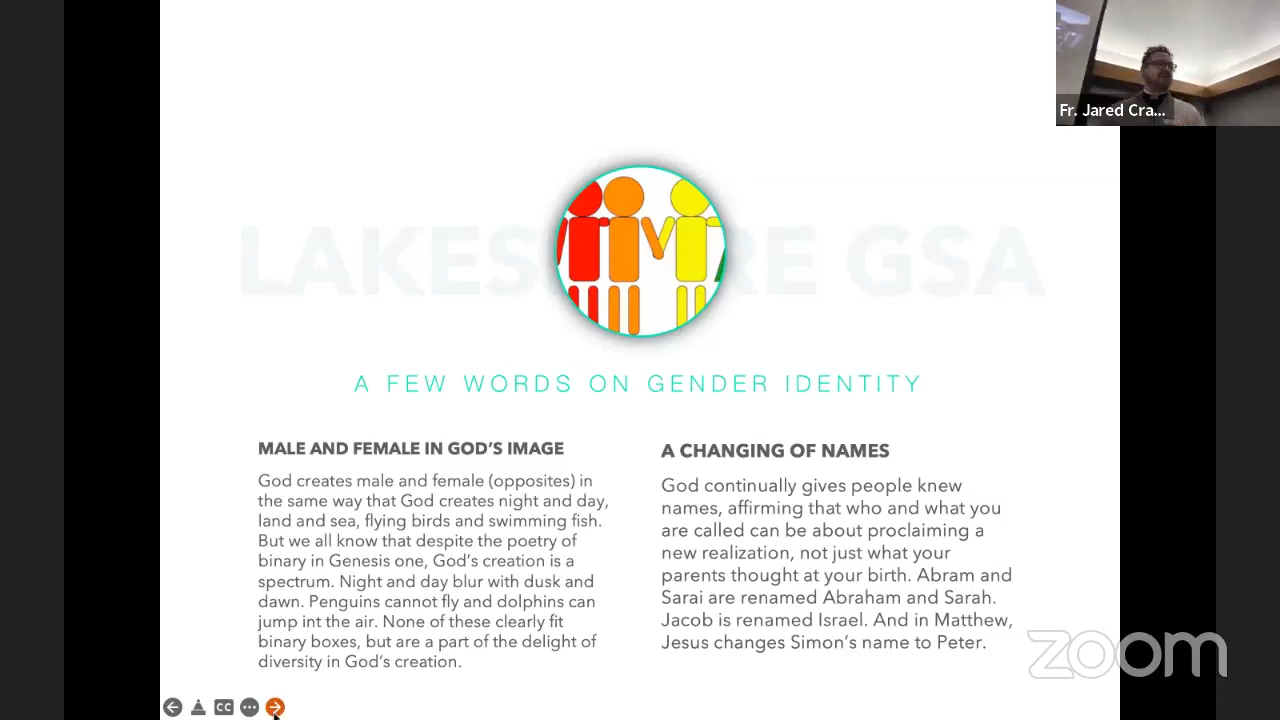 Fr. Jared Cra...
A FEW WORDS ON GENDER IDENTITY
MALE AND FEMALE IN GOD'S IMAGE
God creates male and female (opposites) in
the same way that God creates night and day,
land and sea, flying birds and swimming fish.
But we all know that despite the poetry of
binary in Genesis one, God's creation is a
spectrum. Night and day blur with dusk and
dawn. Penguins cannot fly and dolphins can
jump int the air. None of these clearly fit
binary boxes, but are a part of the delight of
diversity in God's creation.
A CHANGING OF NAMES
God continually gives people knew
names, affirming that who and what you
are called can be about proclaiming a
new realization, not just what your
parents thought at your birth. Abram and
Sarai are renamed Abraham and Sarah.
Jacob is renamed Israel. And in Matthew,
Jesus changes Simon's name to Peter.
CC
zoom